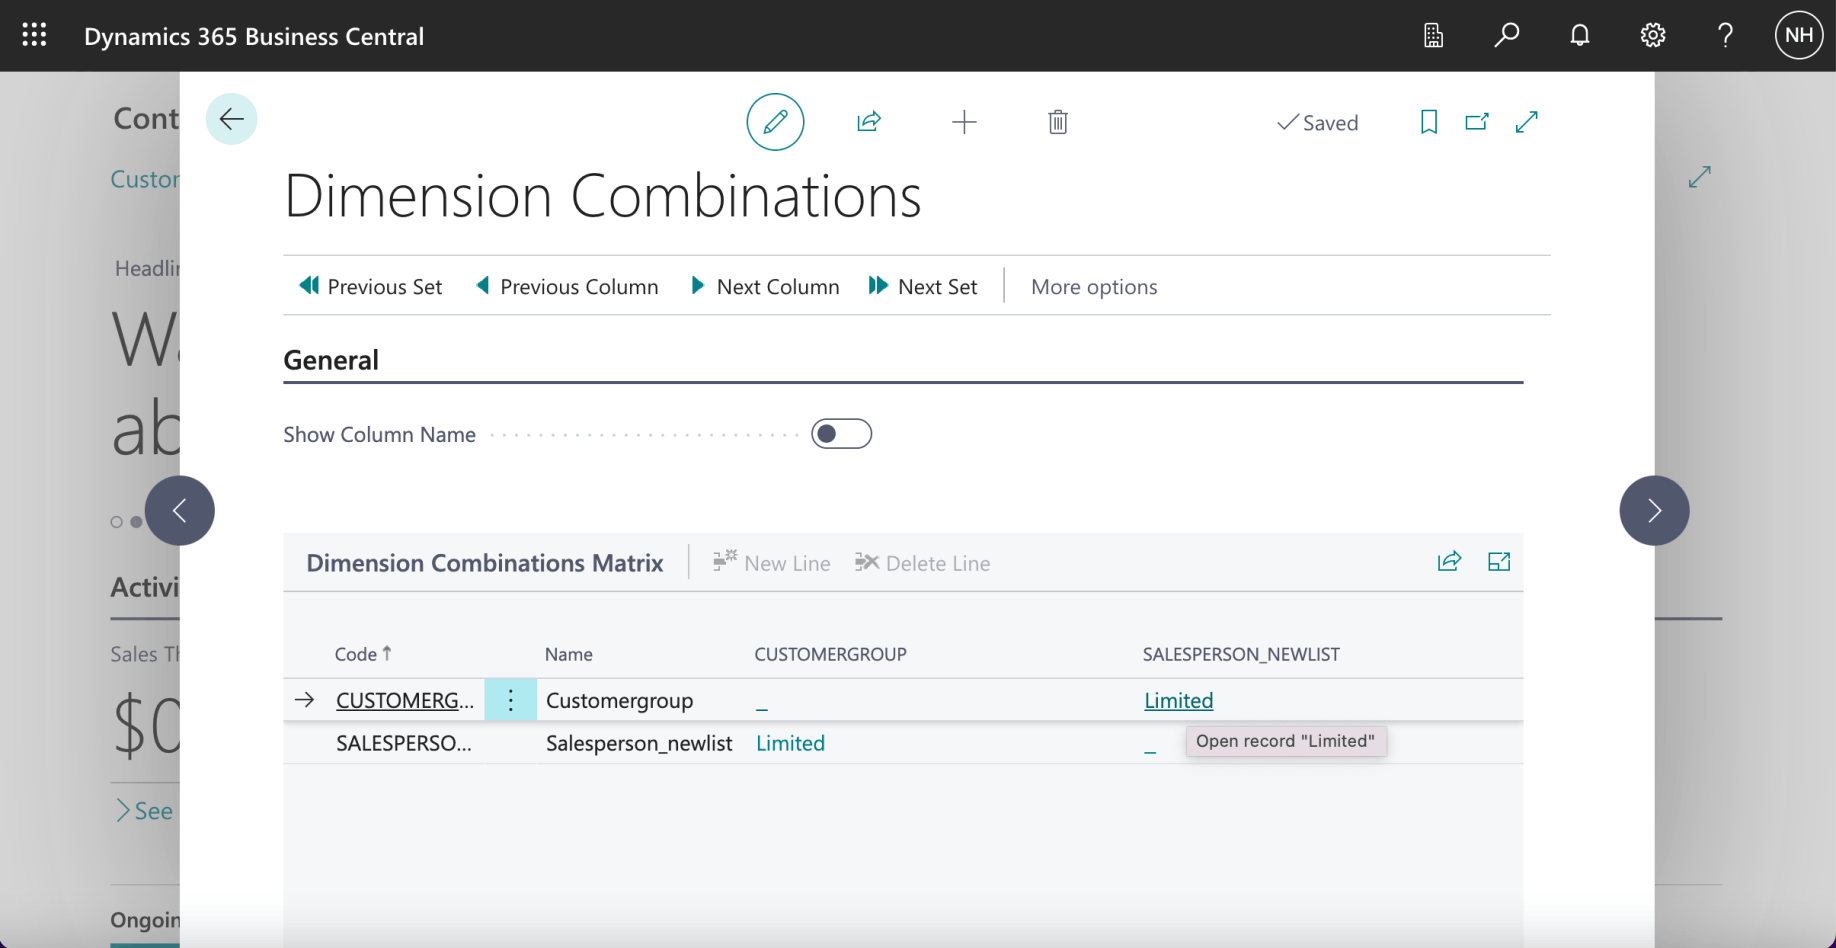 Dynamics 365 Business Central
?
NH
Cont
Custor
Saved
Dimension Combinations
Headlin
Previous Set
Previous Column
Next Column
Next Set
More options
General
ab
Show Column Name
Dimension Combinations Matrix
New Line
Delete Line
Activi
Code ↑
Name
CUSTOMERGROUP
SALESPERSON_NEWLIST
Sales Th
CUSTOMERG...
Customergroup
_
Limited
$0
SALESPERSO...
Salesperson_newlist
Limited
_
Open record "Limited"
See
Ongoin